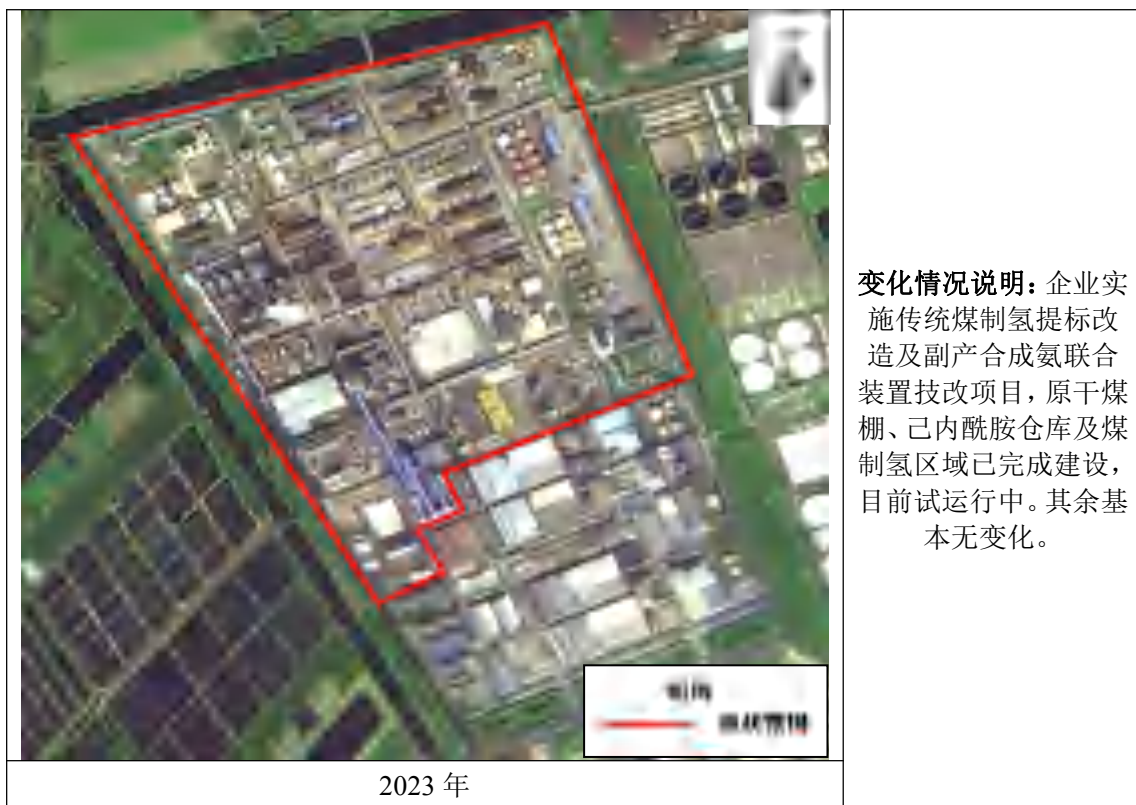 变化情况说明：企业实
施传统煤制氢提标改
造及副产合成氨联合
装置技改项目，原干煤
棚、己内酰胺仓库及煤
制氢区域已完成建设，
目前试运行中。其余基
本无变化。
2023 年